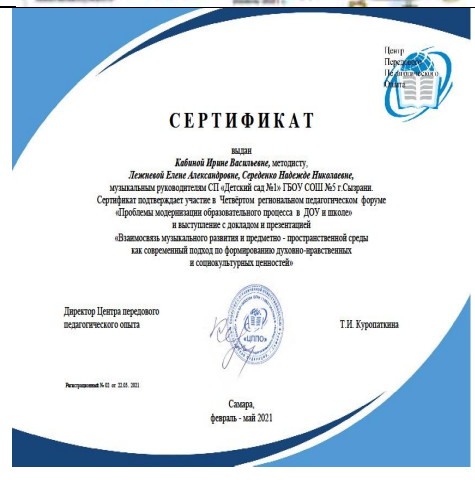 Центр
Передового
Педагогического
Опыта
СЕРТИФИКАТ
выдан
Кабиной Ирине Васильевне, методисту,
Лежневой Елене Александровне, Середенко Надежде Николаевне,
музыкальным руководителям СП «Детский сад №1» ГБОУ СОШ №5 г.Сызрани.
Сертификат подтверждает участие в Четвёртом региональном педагогическом форуме
«Проблемы модернизации образовательного процесса в ДОУ и школе»
и выступление с докладом и презентацией
«Взаимосвязь музыкального развития и предметно - пространственной среды
как современный подход по формированию духовно-нравственных
и социокультурных ценностей»
Директор Центра передового
педагогического опыта
«ЦППО»
Т.И. Куропаткина
Регистрационный № 02 от 22.05. 2021
Самара,
февраль - май 2021